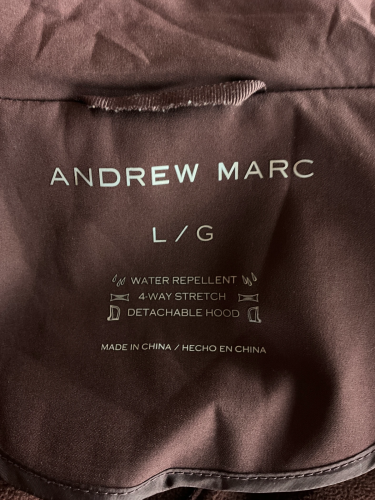 ANDREW MARC
L / G
WATER REPELLENT
4-WAY STRETCH
DETACHABLE HOOD
MADE IN CHINA / HECHO EN CHINA